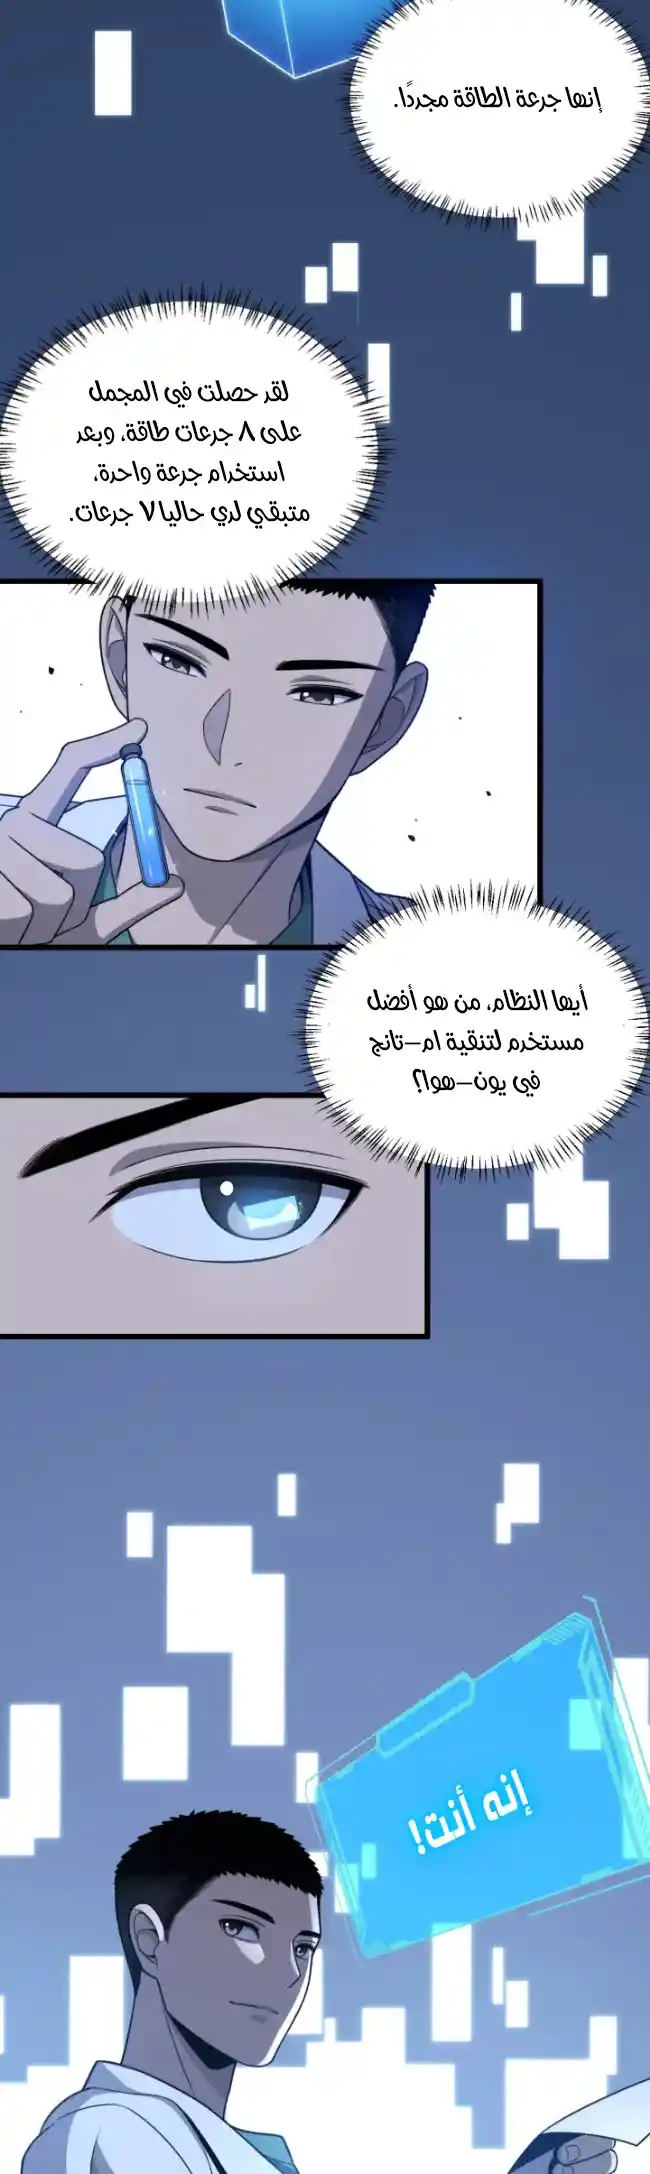 إنها جرعة الطاقة مجددًا.
لقد حصلت في المجمل
على ٨ جرعات طاقة، وبعد
استخدام جرعة واحدة،
متبقي لدي حاليا ٧ جرعات.
أيها النظام، من هو أفضل
مستخدم لتقنية ام-تانج
في يون-هوا؟
إنه أنت!